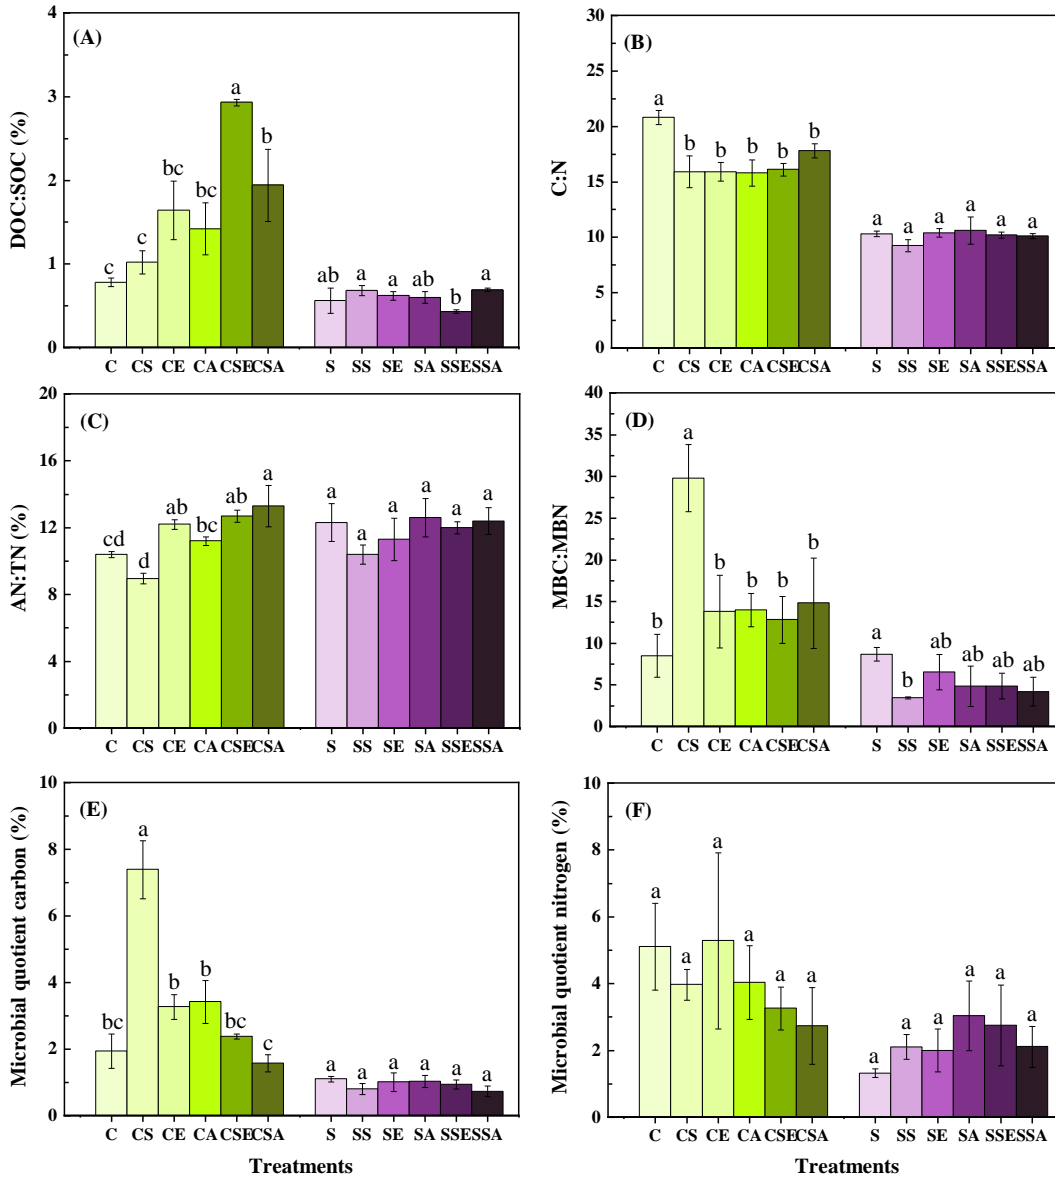 (A)
DOC:SOC (%)
4
3
2
1
0
c
c
bc
bc
a
b
ab
a
a
ab
b
a
C CS CE CA CSE CSA S SS SE SA SSE SSA
(B)
C:N
30
25
20
15
10
5
0
a
b
b
b
b
b
a
a
a
a
a
a
C CS CE CA CSE CSA S SS SE SA SSE SSA
(C)
AN:TN (%)
20
16
12
8
4
0
cd
d
ab
bc
ab
a
a
a
a
a
a
a
C CS CE CA CSE CSA S SS SE SA SSE SSA
(D)
MBC:MBN
40
35
30
25
20
15
10
5
0
b
a
b
b
b
b
a
b
ab
ab
ab
ab
C CS CE CA CSE CSA S SS SE SA SSE SSA
(E)
Microbial quotient carbon (%)
10
8
6
4
2
0
bc
a
b
b
bc
c
a
a
a
a
a
a
C CS CE CA CSE CSA S SS SE SA SSE SSA
Treatments
(F)
Microbial quotient nitrogen (%)
10
8
6
4
2
0
a
a
a
a
a
a
a
a
a
a
a
a
C CS CE CA CSE CSA S SS SE SA SSE SSA
Treatments